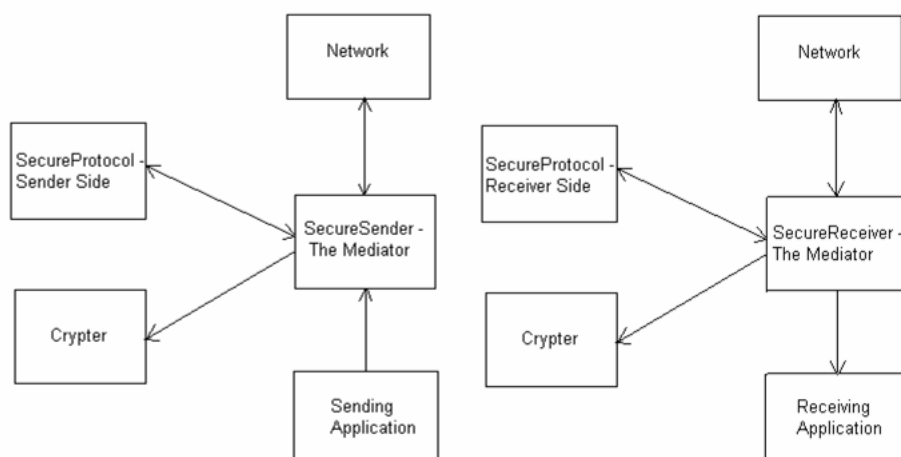 Network
SecureProtocol -
Sender Side
SecureSender -
The Mediator
Crypter
Sending
Application
Network
SecureProtocol -
Receiver Side
SecureReceiver -
The Mediator
Crypter
Receiving
Application